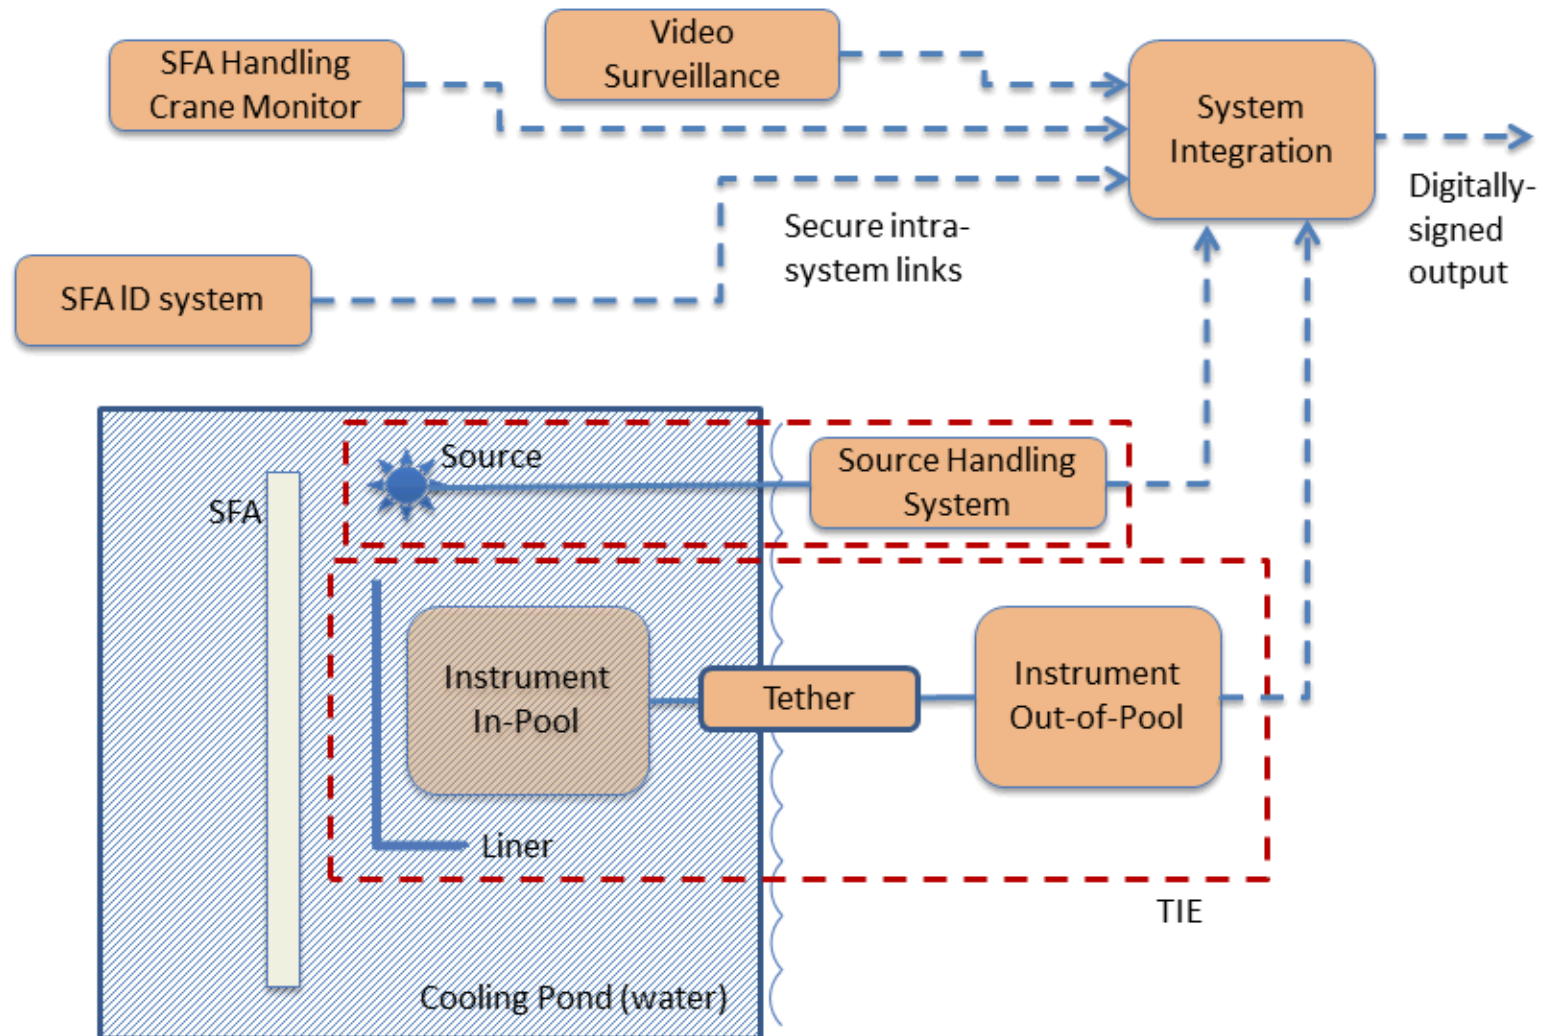 Video
Surveillance
SFA Handling
Crane Monitor
System
Integration
Digitally-
signed
output
Secure intra-
system links
SFA ID system
Source
Source Handling
System
SFA
Instrument
In-Pool
Tether
Instrument
Out-of-Pool
Liner
TIE
Cooling Pond (water)